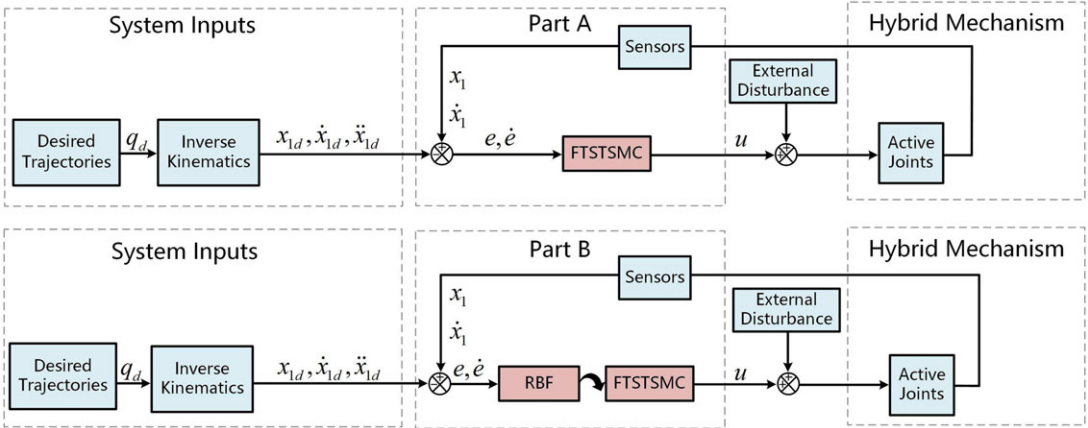 System Inputs
Part A
Hybrid Mechanism
Sensors
External
Disturbance
x₁
ẋ₁
Desired
Trajectories
q_d
Inverse
Kinematics
x₁d, ẋ₁d, ẍ₁d
e, ė
FTSTSMC
u
Active
Joints
System Inputs
Part B
Hybrid Mechanism
Sensors
External
Disturbance
x₁
ẋ₁
Desired
Trajectories
q_d
Inverse
Kinematics
x₁d, ẋ₁d, ẍ₁d
e, ė
RBF
FTSTSMC
u
Active
Joints